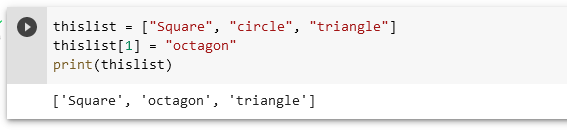 thislist = ["Square", "circle", "triangle"]
thislist[1] = "octagon"
print(thislist)
['Square', 'octagon', 'triangle']